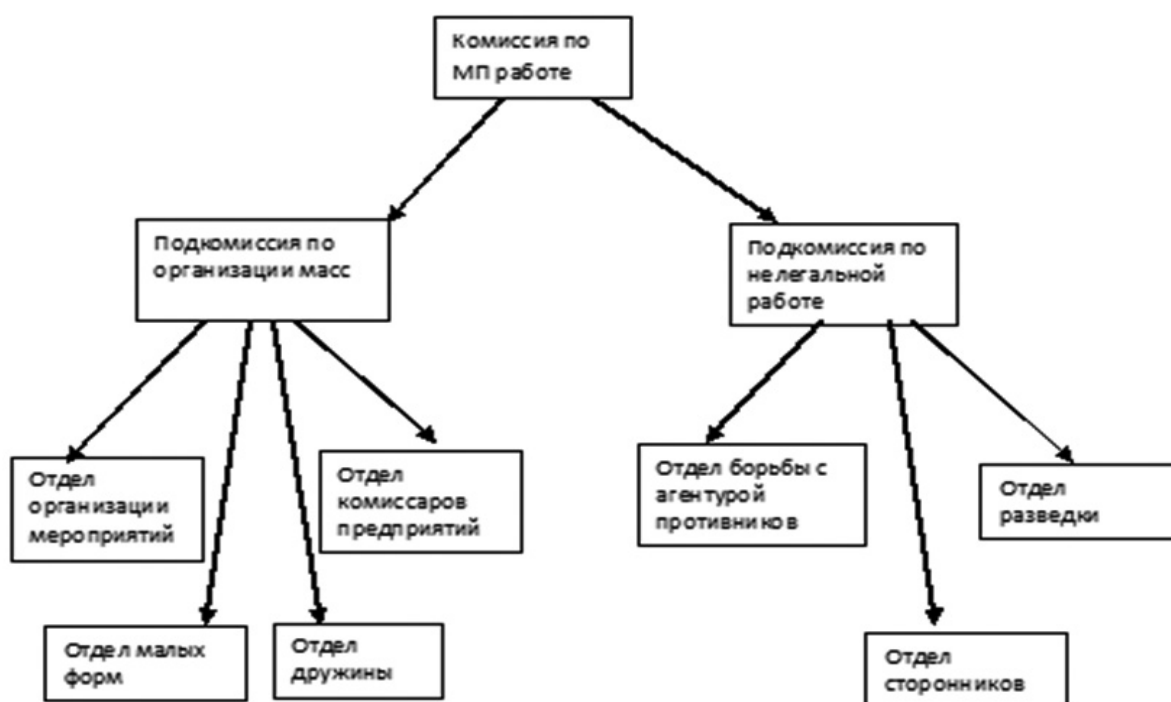 Комиссия по
МП работе
Подкомиссия по
организации масс
Подкомиссия по
нелегальной
работе
Отдел
организации
мероприятий
Отдел
комиссаров
предприятий
Отдел борьбы с
агентурой
противников
Отдел
разведки
Отдел малых
форм
Отдел
дружины
Отдел
сторонников